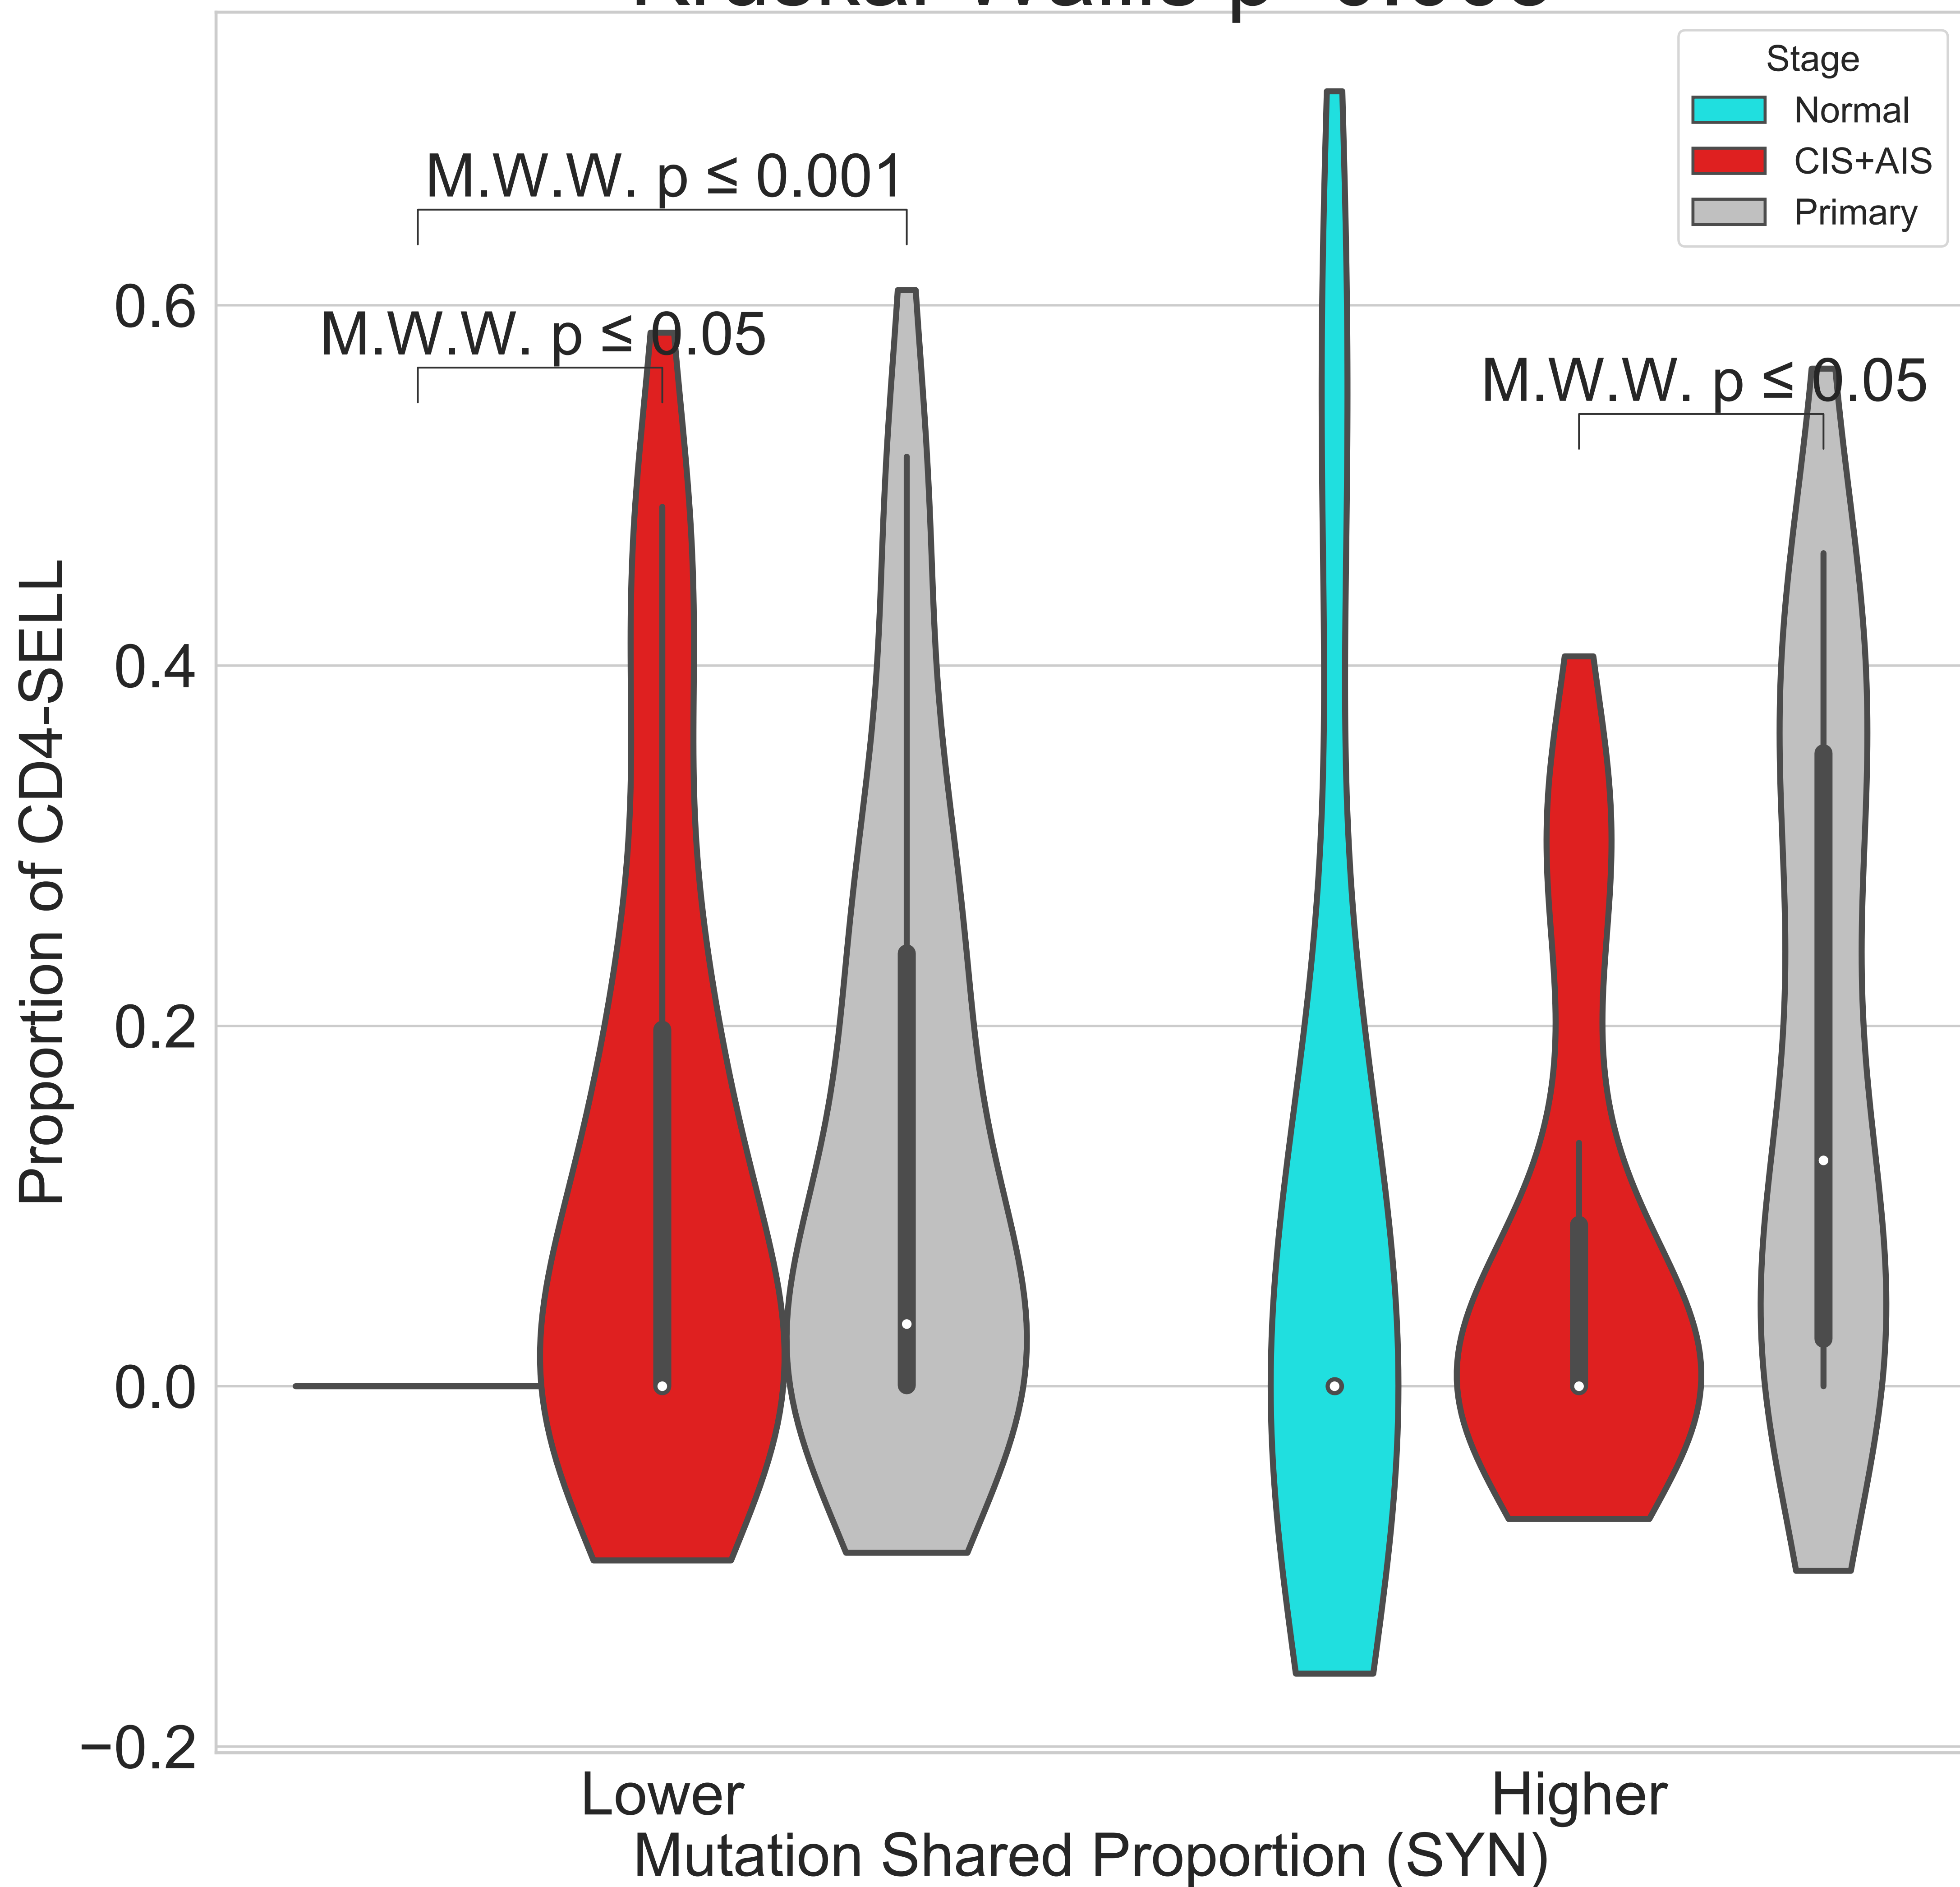 Stage
Normal
CIS+AIS
Primary
M.W.W. p ≤ 0.001
M.W.W. p ≤ 0.05
M.W.W. p ≤ 0.05
0.6
0.4
0.2
0.0
−0.2
Proportion of CD4-SELL
Lower
Higher
Mutation Shared Proportion (SYN)